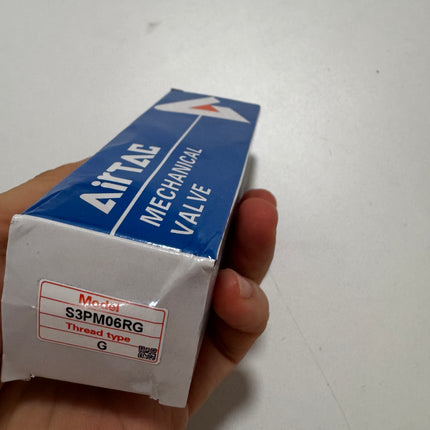 AirTAC
MECHANICAL
VALVE
Model
S3PM06RG
Thread type
G